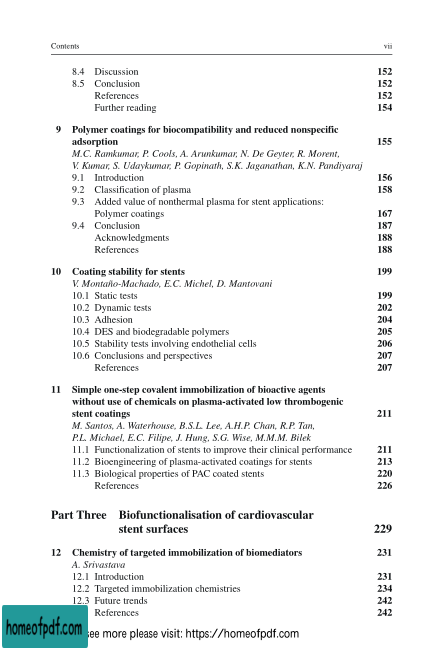 Contents vii
8.4 Discussion 152
8.5 Conclusion 152
References 152
Further reading 154
9 Polymer coatings for biocompatibility and reduced nonspecific
adsorption 155
M.C. Ramkumar, P. Cools, A. Arunkumar, N. De Geyter, R. Morent,
V. Kumar, S. Udaykumar, P. Gopinath, S.K. Jaganathan, K.N. Pandiyaraj
9.1 Introduction 156
9.2 Classification of plasma 158
9.3 Added value of nonthermal plasma for stent applications:
Polymer coatings 167
9.4 Conclusion 187
Acknowledgments 188
References 188
10 Coating stability for stents 199
V. Montaño-Machado, E.C. Michel, D. Mantovani
10.1 Static tests 199
10.2 Dynamic tests 202
10.3 Adhesion 204
10.4 DES and biodegradable polymers 205
10.5 Stability tests involving endothelial cells 206
10.6 Conclusions and perspectives 207
References 207
11 Simple one-step covalent immobilization of bioactive agents
without use of chemicals on plasma-activated low thrombogenic
stent coatings 211
M. Santos, A. Waterhouse, B.S.L. Lee, A.H.P. Chan, R.P. Tan,
P.L. Michael, E.C. Filipe, J. Hung, S.G. Wise, M.M.M. Bilek
11.1 Functionalization of stents to improve their clinical performance 211
11.2 Bioengineering of plasma-activated coatings for stents 213
11.3 Biological properties of PAC coated stents 220
References 226
Part Three Biofunctionalisation of cardiovascular
stent surfaces 229
12 Chemistry of targeted immobilization of biomediators 231
A. Srivastava
12.1 Introduction 231
12.2 Targeted immobilization chemistries 234
12.3 Future trends 242
References 242
homeofpdf.com
see more please visit: https://homeofpdf.com